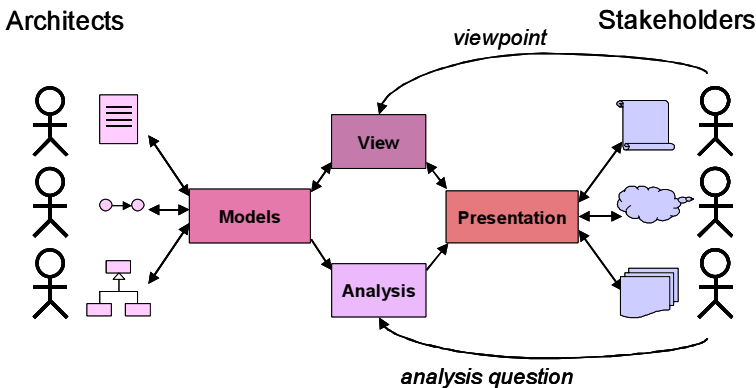 Architects
Stakeholders
viewpoint
View
Models
Presentation
Analysis
analysis question